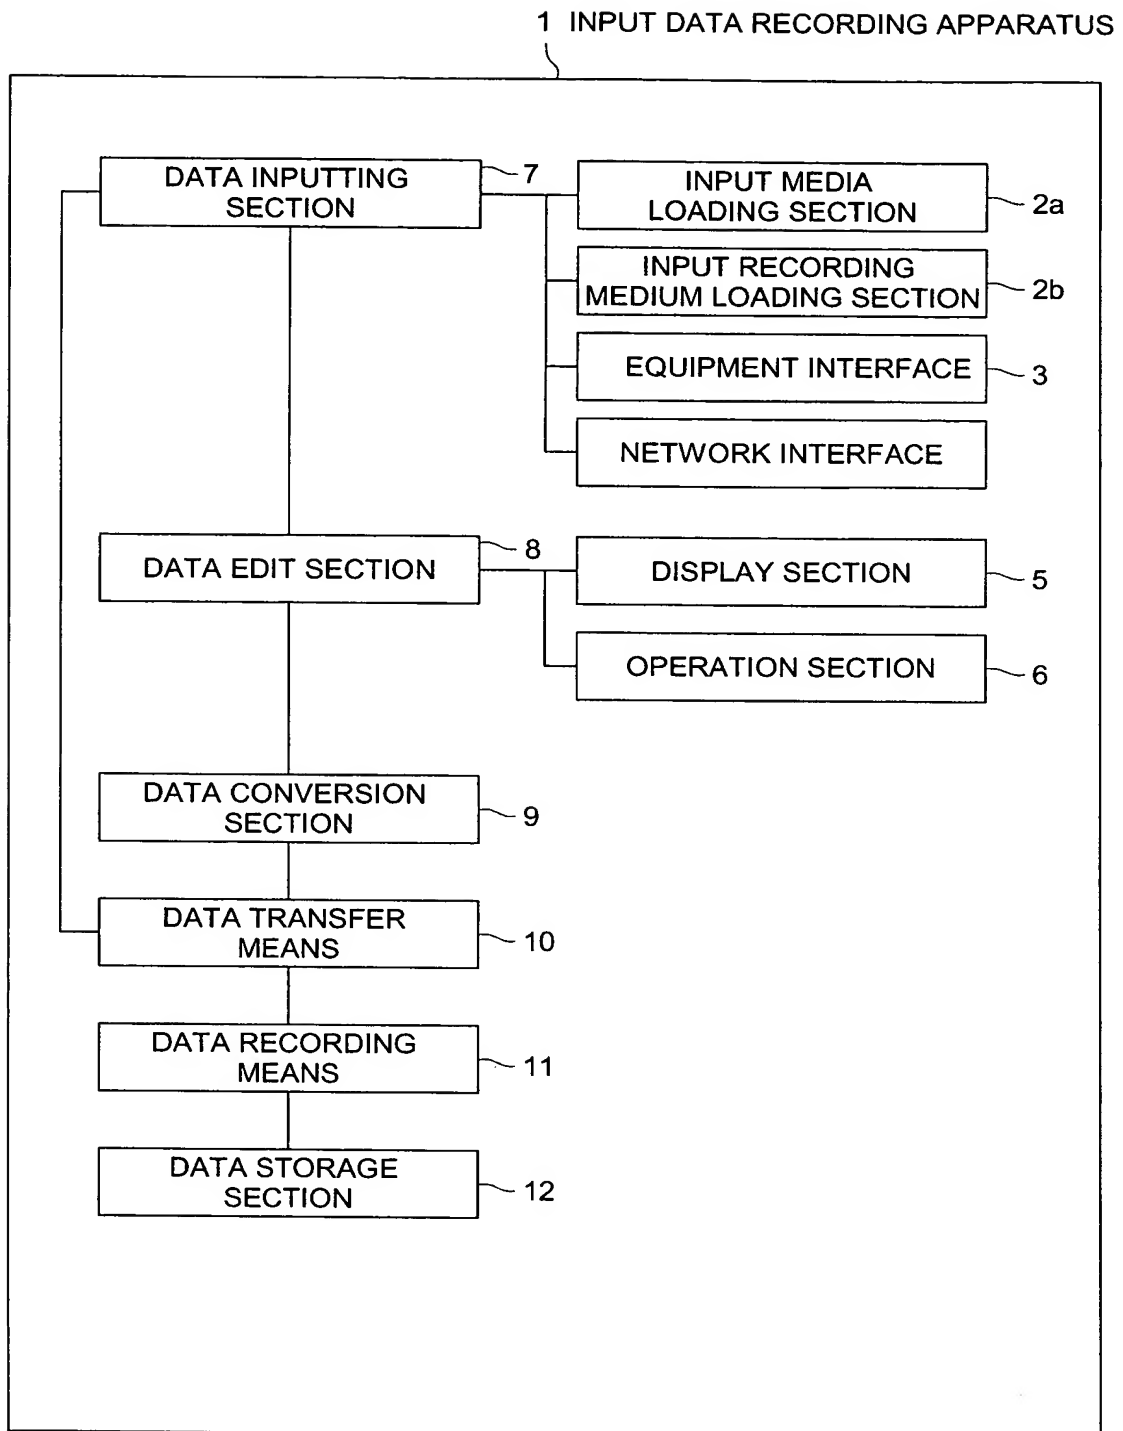 1 INPUT DATA RECORDING APPARATUS
DATA INPUTTING
SECTION
7
INPUT MEDIA
LOADING SECTION
2a
INPUT RECORDING
MEDIUM LOADING SECTION
2b
EQUIPMENT INTERFACE
3
NETWORK INTERFACE
DATA EDIT SECTION
8
DISPLAY SECTION
5
OPERATION SECTION
6
DATA CONVERSION
SECTION
9
DATA TRANSFER
MEANS
10
DATA RECORDING
MEANS
11
DATA STORAGE
SECTION
12